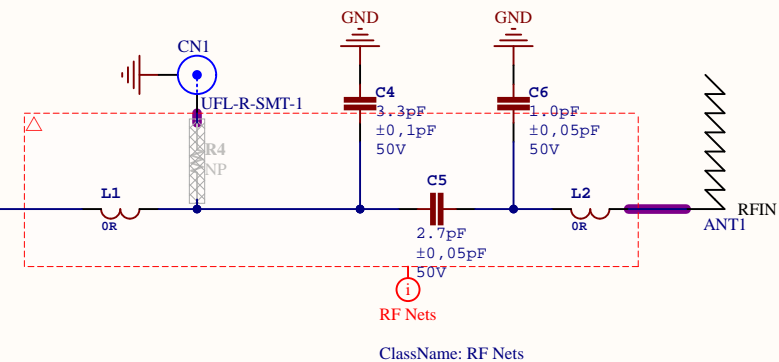 GND
GND
CN1
UFL-R-SMT-1
C4
3.3pF
±0,1pF
50V
C6
1.0pF
±0,05pF
50V
R4
NP
L1
0R
C5
2.7pF
±0,05pF
50V
L2
0R
RFIN
ANT1
i
RF Nets
ClassName: RF Nets